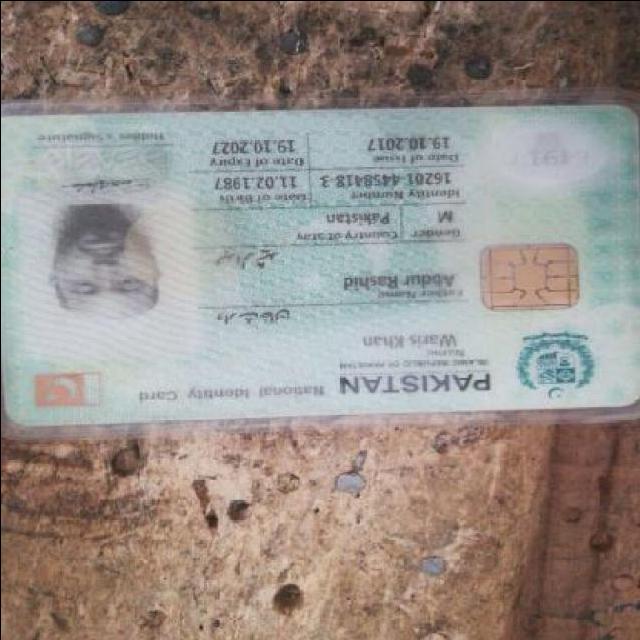 PAKISTAN National Identity Card
ISLAMIC REPUBLIC OF PAKISTAN
Name
Waris Khan
وارث خان
Father Name
Abdur Rashid
Gender Country of Stay
M Pakistan
Identity Number Date of Birth
16201-4458418-3 11.02.1987
Date of Issue Date of Expiry
19.10.2017 19.10.2027
Holder's Signature